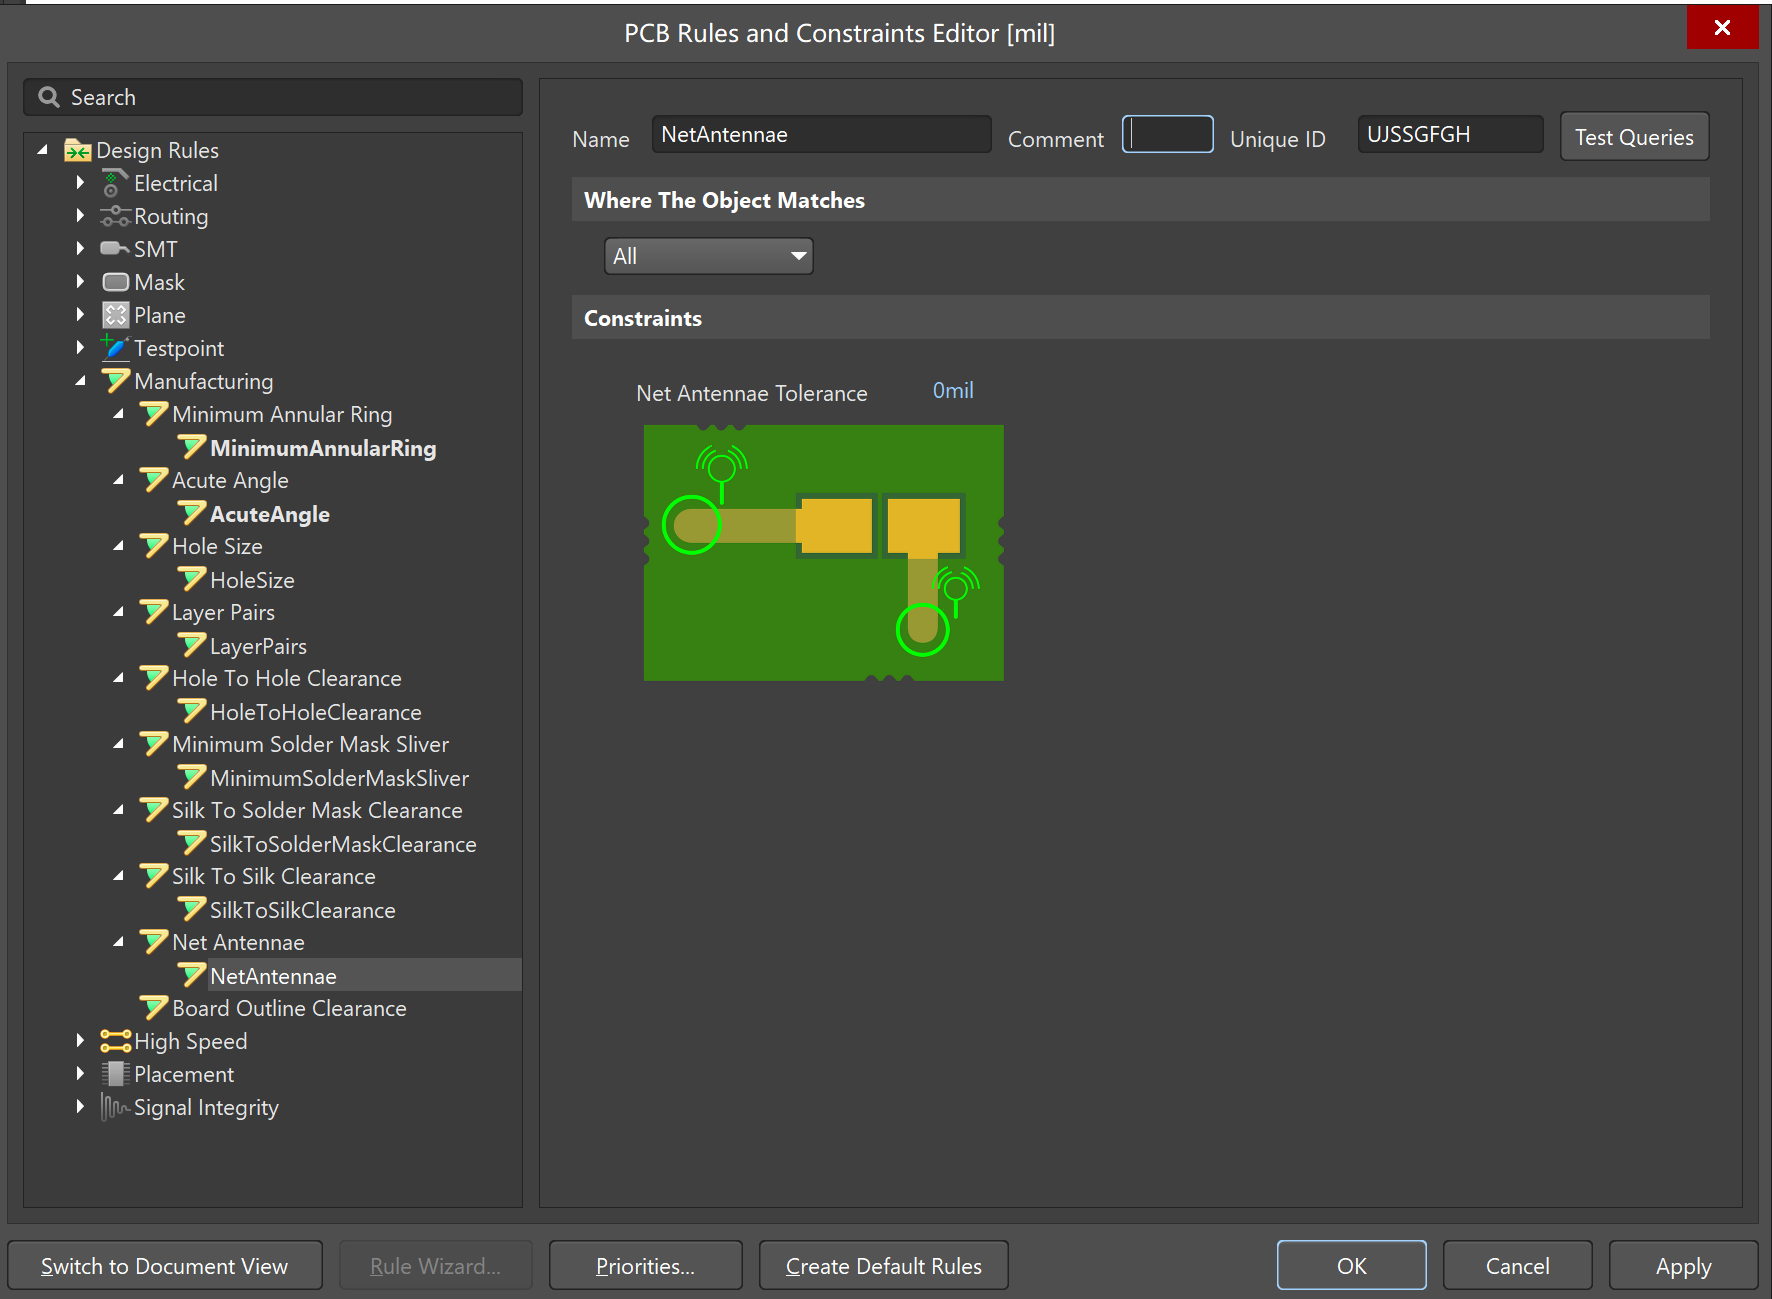 PCB Rules and Constraints Editor [mil]
Search
Design Rules
Electrical
Routing
SMT
Mask
Plane
Testpoint
Manufacturing
Minimum Annular Ring
MinimumAnnularRing
Acute Angle
AcuteAngle
Hole Size
HoleSize
Layer Pairs
LayerPairs
Hole To Hole Clearance
HoleToHoleClearance
Minimum Solder Mask Sliver
MinimumSolderMaskSliver
Silk To Solder Mask Clearance
SilkToSolderMaskClearance
Silk To Silk Clearance
SilkToSilkClearance
Net Antennae
NetAntennae
Board Outline Clearance
High Speed
Placement
Signal Integrity
Name NetAntennae Comment Unique ID UJSSGFGH Test Queries
Where The Object Matches
All
Constraints
Net Antennae Tolerance 0mil
Switch to Document View Rule Wizard... Priorities... Create Default Rules OK Cancel Apply